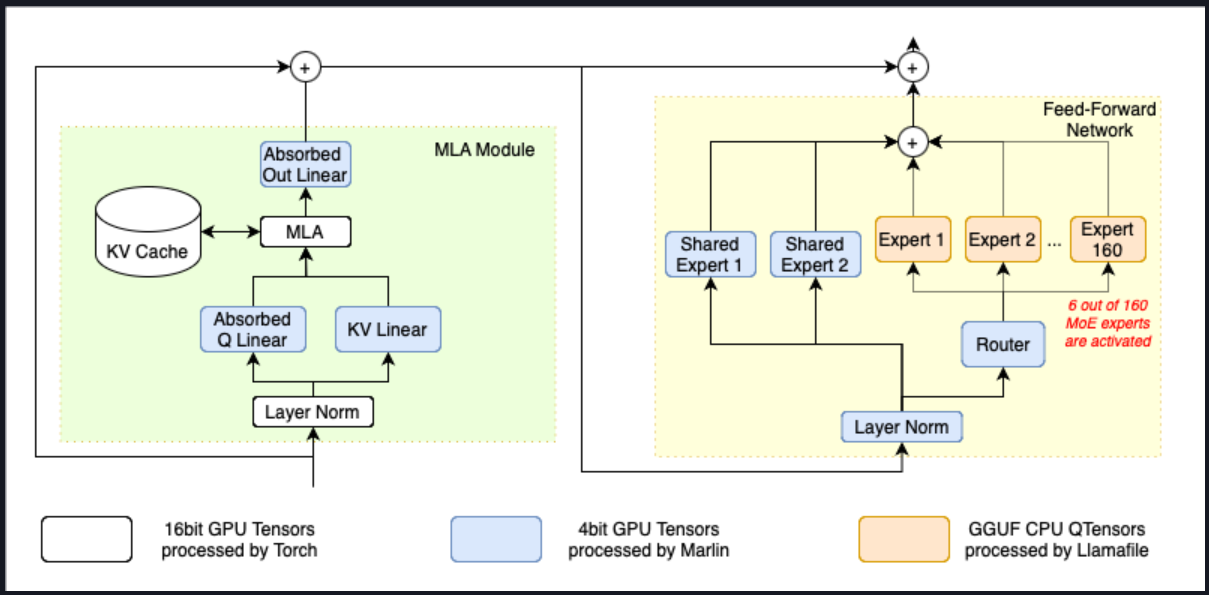 Feed-Forward
Network
MLA Module
Absorbed
Out Linear
KV Cache
MLA
Absorbed
Q Linear
KV Linear
Layer Norm
Shared
Expert 1
Shared
Expert 2
Expert 1
Expert 2
...
Expert
160
6 out of 160
MoE experts
are activated
Router
Layer Norm
16bit GPU Tensors
processed by Torch
4bit GPU Tensors
processed by Marlin
GGUF CPU QTensors
processed by Llamafile